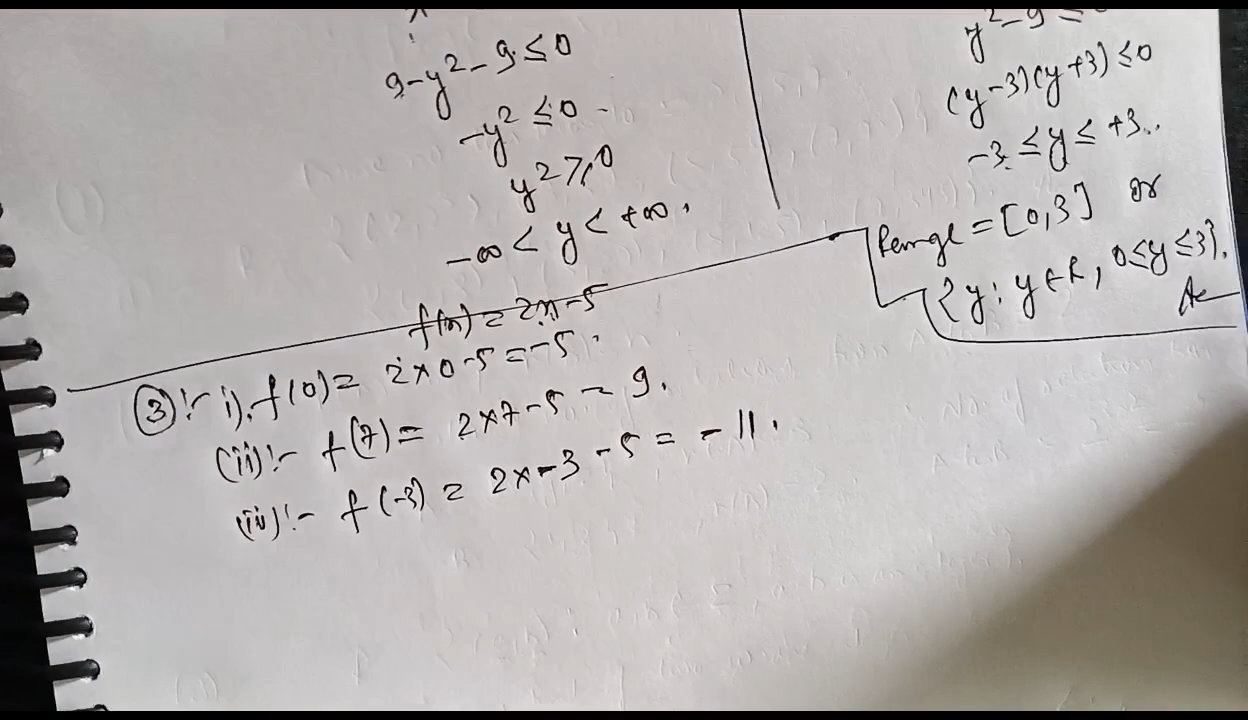 9-y²-9 ≤ 0
-y² ≤ 0
y² ≥ 0
-∞ < y < +∞.
y²-9 ≤
(y-3)(y+3) ≤ 0
-3 ≤ y ≤ +3..
Range = [0,3] or
{y: y∈R, 0≤y≤3}.
f(x) = 2x-5
③:- i). f(0) = 2×0-5 = -5.
(ii):- f(7) = 2×7-5 = 9.
f(-3) = 2×-3-5 = -11.